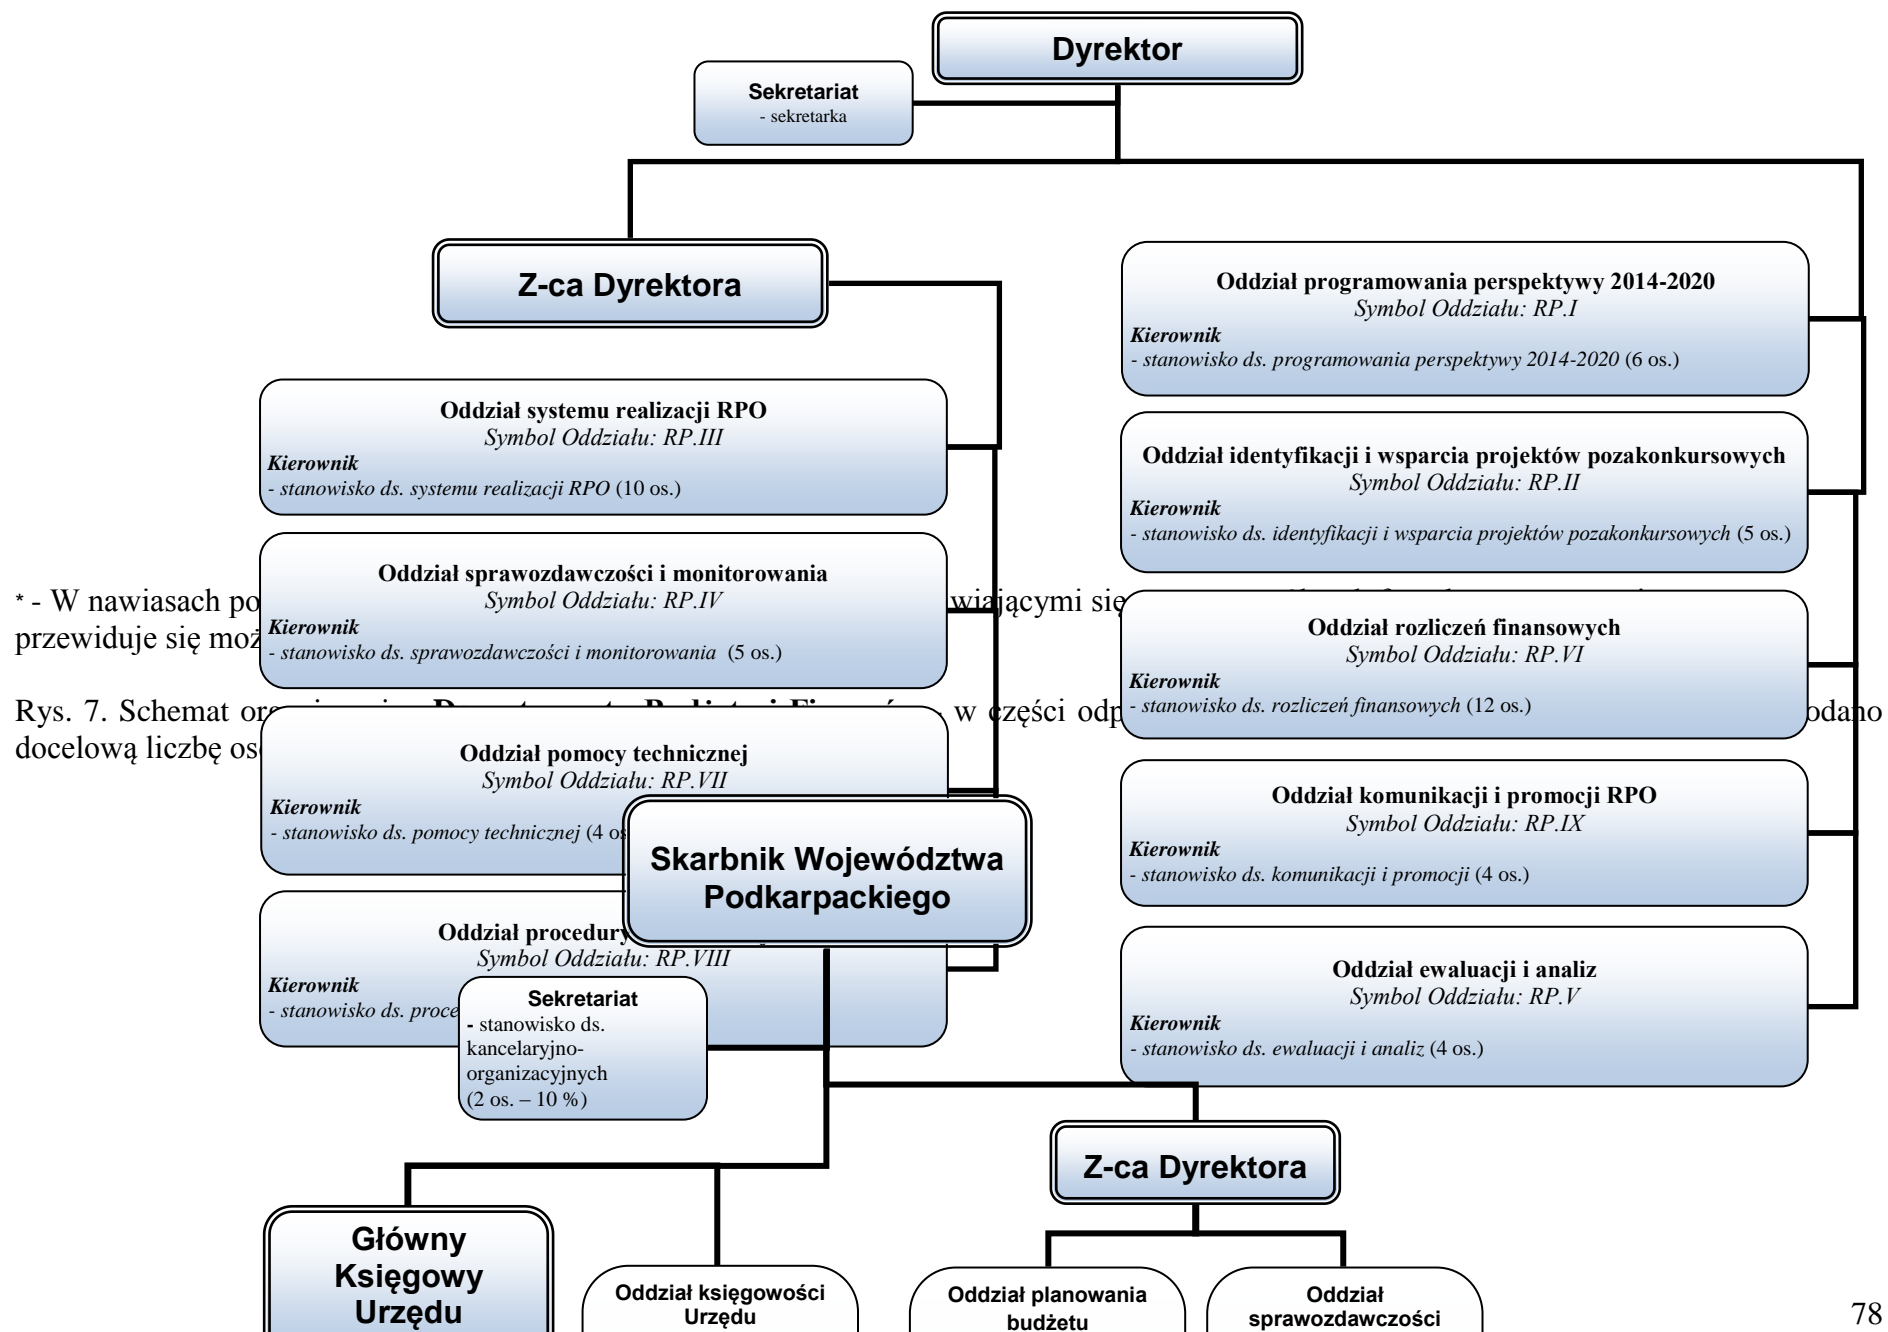 Dyrektor
Sekretariat
- sekretarka
Z-ca Dyrektora
Oddział programowania perspektywy 2014-2020
Symbol Oddziału: RP.I
Kierownik
- stanowisko ds. programowania perspektywy 2014-2020 (6 os.)
Oddział systemu realizacji RPO
Symbol Oddziału: RP.III
Kierownik
- stanowisko ds. systemu realizacji RPO (10 os.)
Oddział identyfikacji i wsparcia projektów pozakonkursowych
Symbol Oddziału: RP.II
Kierownik
- stanowisko ds. identyfikacji i wsparcia projektów pozakonkursowych (5 os.)
Oddział sprawozdawczości i monitorowania
Symbol Oddziału: RP.IV
Kierownik
- stanowisko ds. sprawozdawczości i monitorowania (5 os.)
* - W nawiasach po wiającymi się
przewiduje się moż
Oddział rozliczeń finansowych
Symbol Oddziału: RP.VI
Kierownik
- stanowisko ds. rozliczeń finansowych (12 os.)
Rys. 7. Schemat w części odp odano
docelową liczbę os
Oddział pomocy technicznej
Symbol Oddziału: RP.VII
Kierownik
- stanowisko ds. pomocy technicznej (4 os
Oddział komunikacji i promocji RPO
Symbol Oddziału: RP.IX
Kierownik
- stanowisko ds. komunikacji i promocji (4 os.)
Skarbnik Województwa
Podkarpackiego
Oddział procedury
Symbol Oddziału: RP.VIII
Kierownik
- stanowisko ds. proce
Oddział ewaluacji i analiz
Symbol Oddziału: RP.V
Kierownik
- stanowisko ds. ewaluacji i analiz (4 os.)
Sekretariat
- stanowisko ds.
kancelaryjno-
organizacyjnych
(2 os. – 10 %)
Z-ca Dyrektora
Główny
Księgowy
Urzędu
Oddział księgowości
Urzędu
Oddział planowania
budżetu
Oddział
sprawozdawczości
78